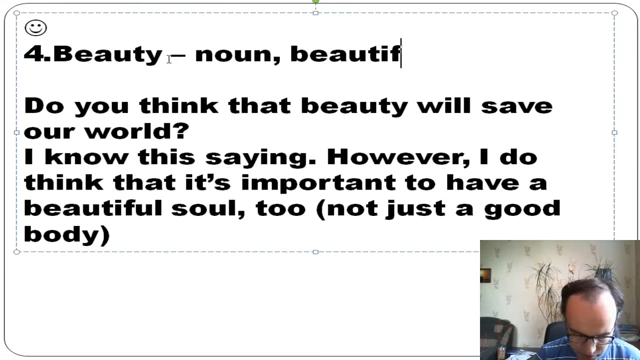 4.Beauty – noun, beautif
Do you think that beauty will save
our world?
I know this saying. However, I do
think that it’s important to have a
beautiful soul, too (not just a good
body)